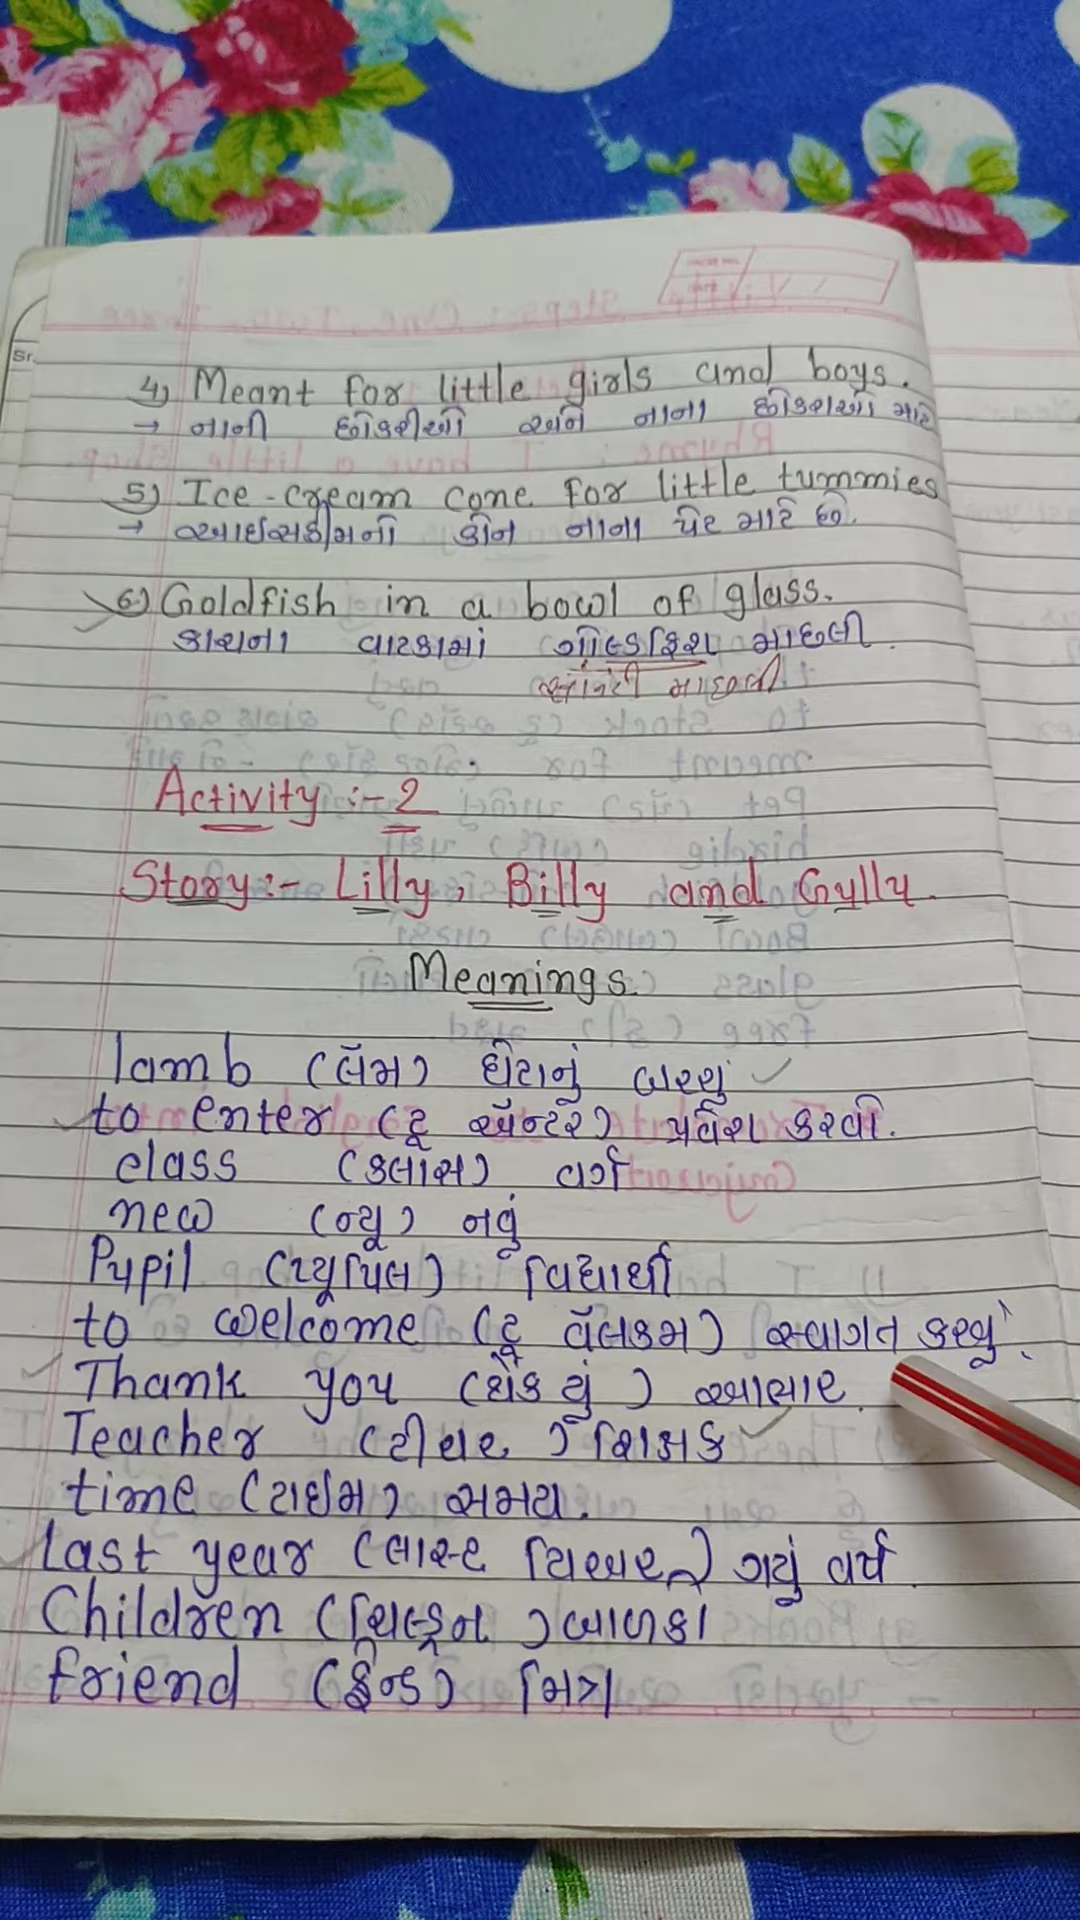 4) Meant for little girls and boys.
→ નાની છોકરીઓ અને નાના છોકરાઓ માટે
5) Ice-cream cone for little tummies
→ આઈસક્રીમનો કોન નાના પેટ માટે છે.
6) Goldfish in a bowl of glass.
કાચના વાટકામાં ગોલ્ડફિશ માછલી
સોનેરી માછલી
Activity :- 2
Story:- Lilly, Billy and Gylly.
Meanings
lamb (લૅમ) ઘેટાનું બચ્ચું
to enter (ટૂ ઍન્ટર) પ્રવેશ કરવો.
class (ક્લાસ) વર્ગ
new (ન્યૂ) નવું
Pupil (પ્યૂપિલ) વિદ્યાર્થી
to welcome (ટૂ વૅલકમ) સ્વાગત કરવું.
Thank you (થૅંક યું) આભાર.
Teacher (ટીચર) શિક્ષક
time (ટાઇમ) સમય.
Last year (લાસ્ટ યિઅર) ગયું વર્ષ
Children (ચિલ્ડ્રન) બાળકો
friend (ફ્રેન્ડ) મિત્ર